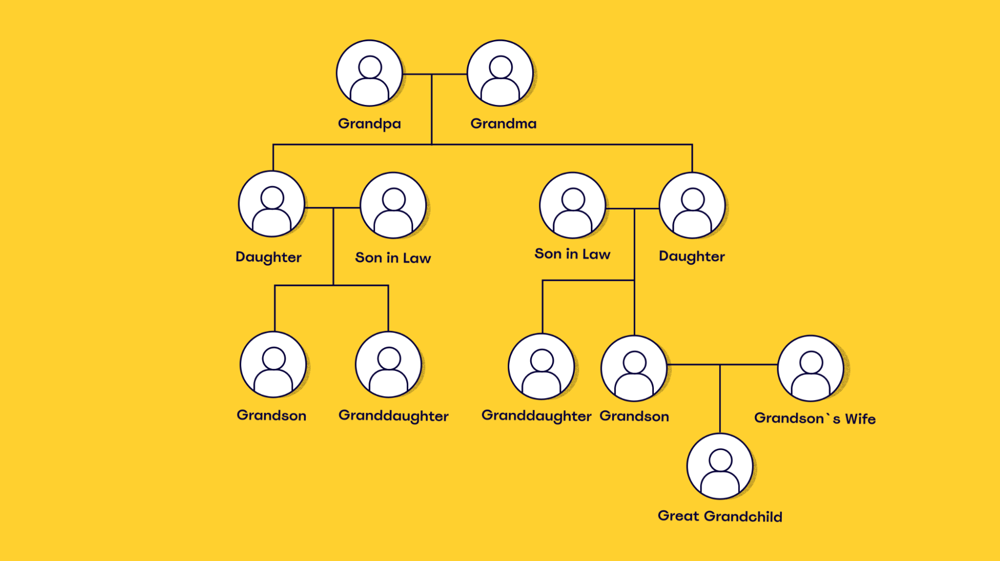 Grandpa
Grandma
Daughter
Son in Law
Son in Law
Daughter
Grandson
Granddaughter
Granddaughter
Grandson
Grandson`s Wife
Great Grandchild